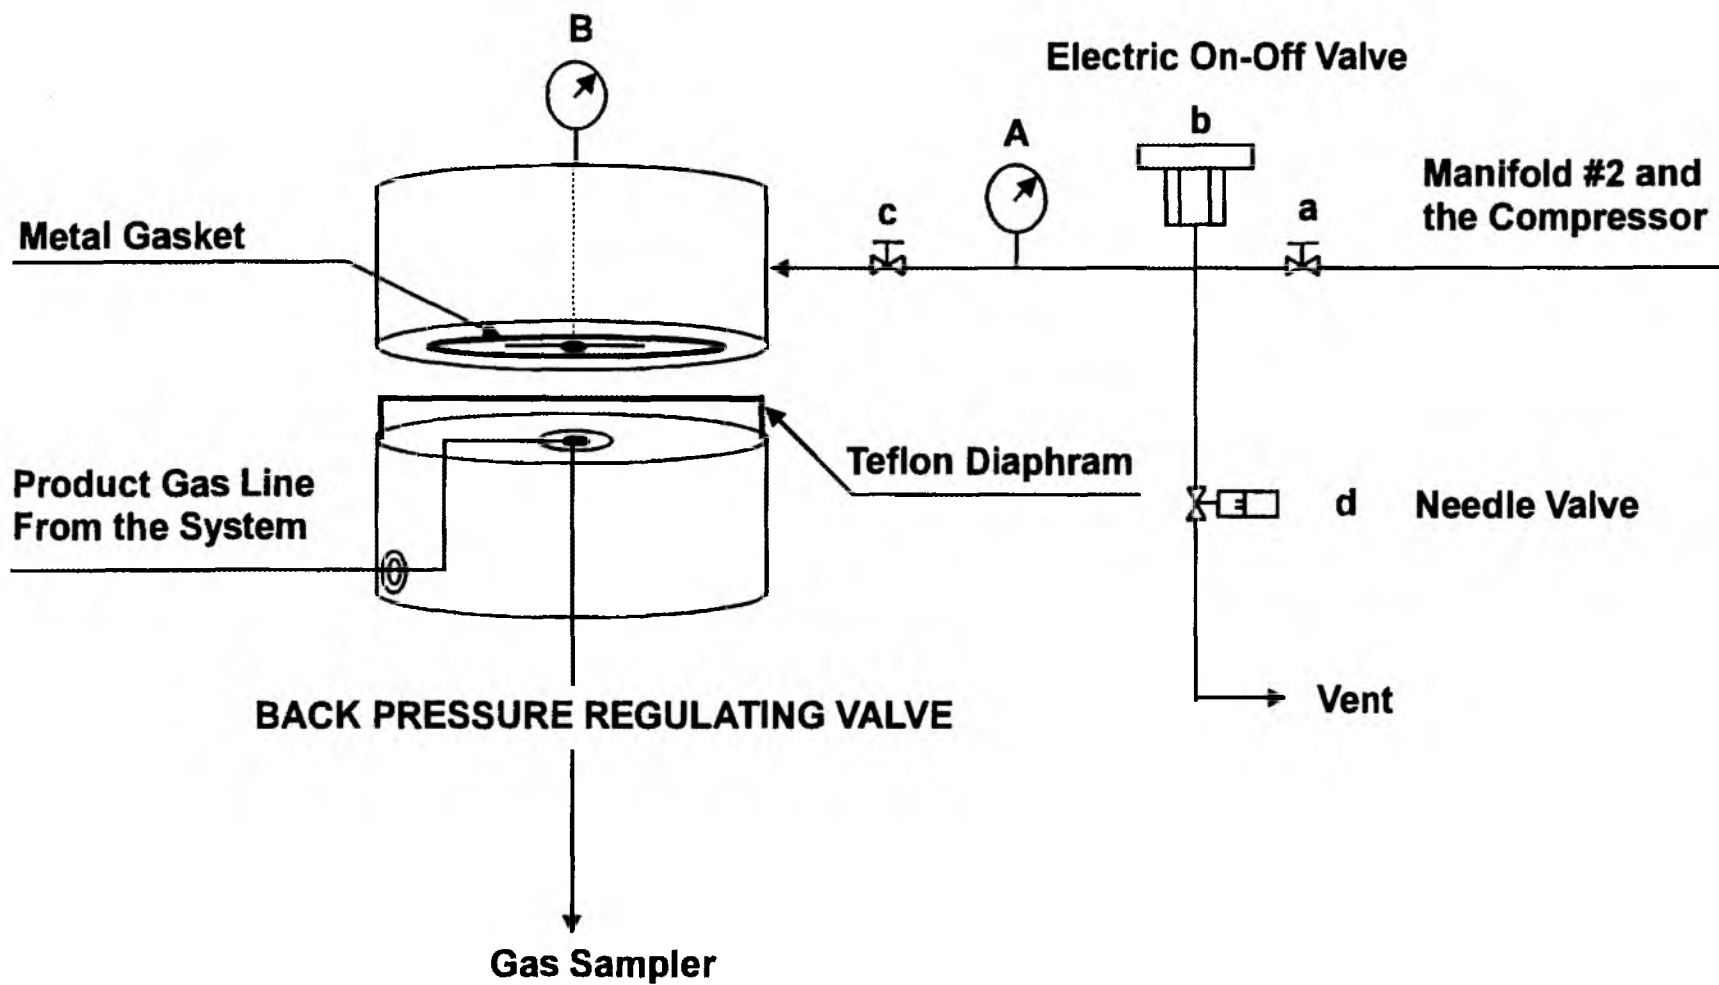 B
Electric On-Off Valve
A
b
Manifold #2 and
the Compressor
c
a
Metal Gasket
Teflon Diaphram
Product Gas Line
From the System
d
Needle Valve
Vent
BACK PRESSURE REGULATING VALVE
Gas Sampler